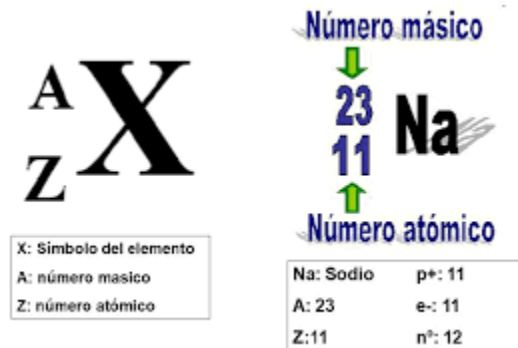 A
X
Z
X: Simbolo del elemento
A: número masico
Z: número atómico
Número másico
23
11
Na
Número atómico
Na: Sodio p+: 11
A: 23 e-: 11
Z:11 nº: 12